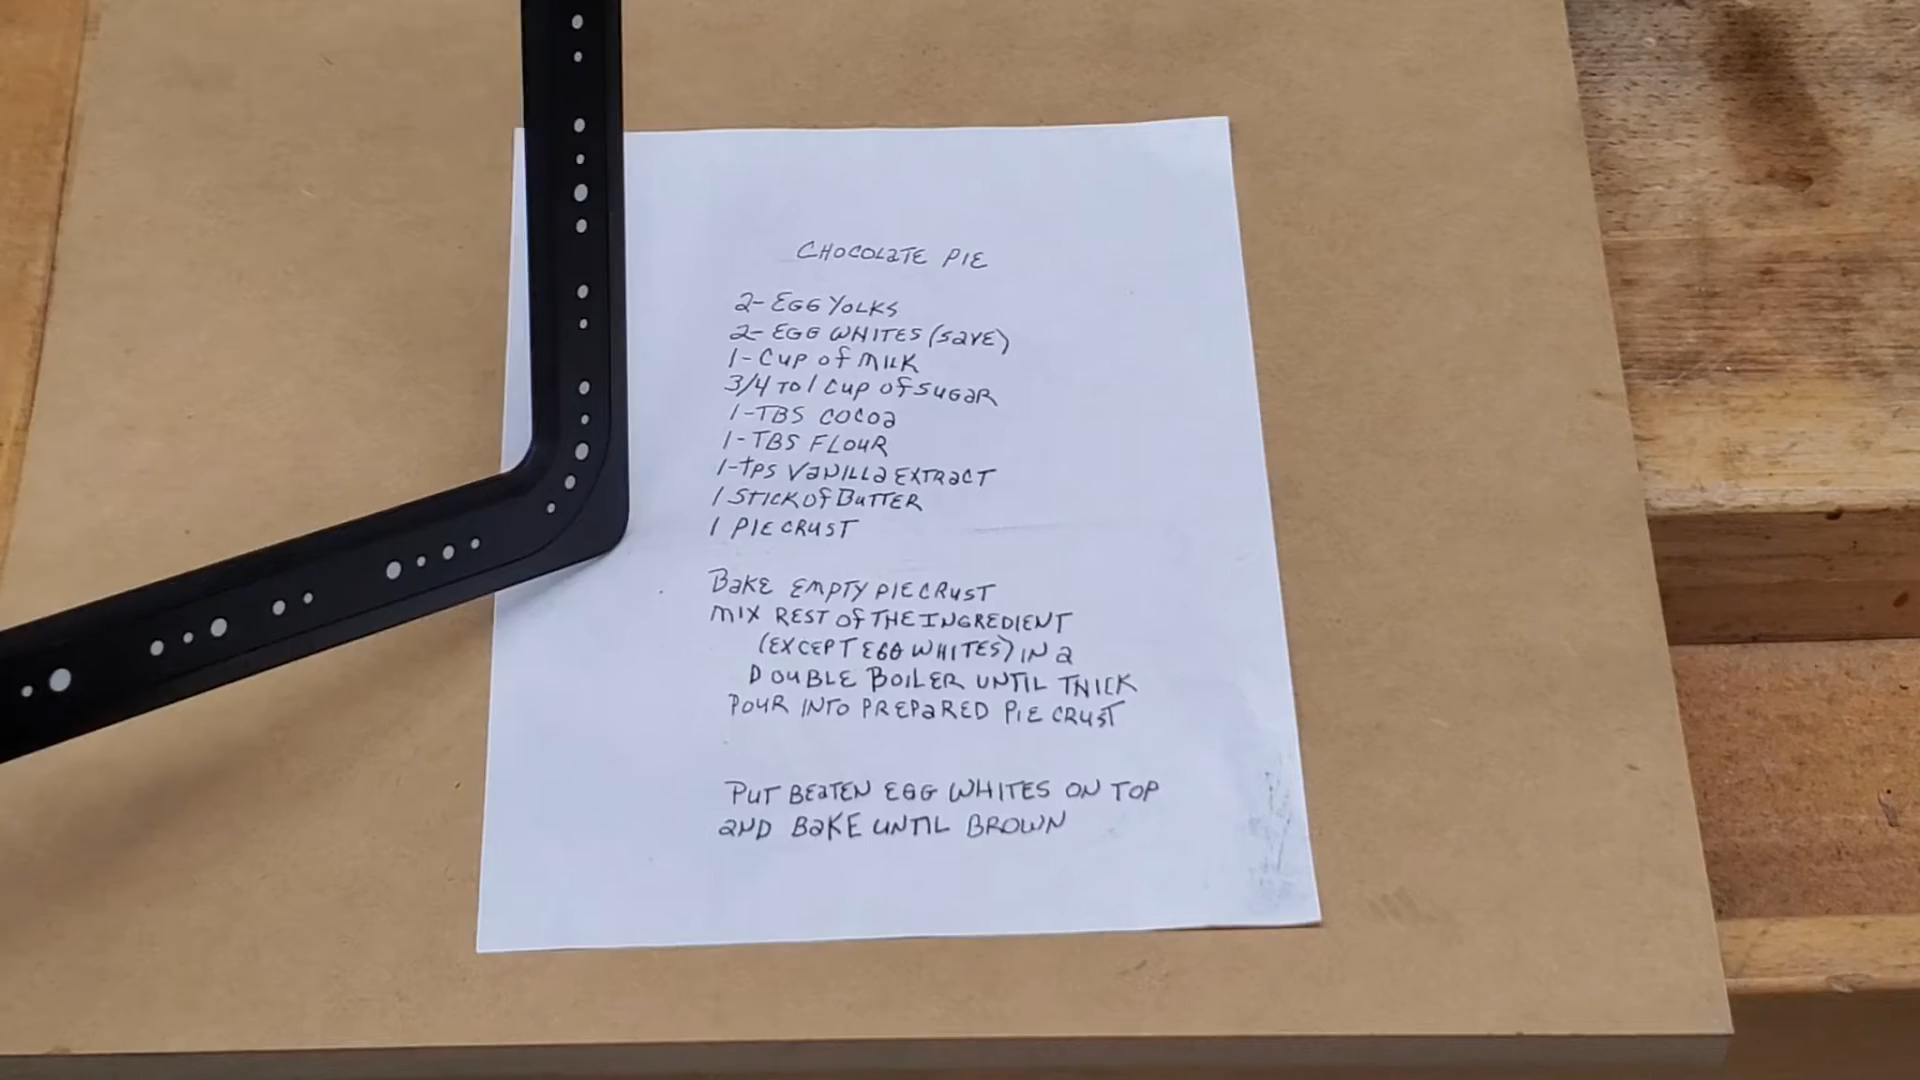 CHOCOLATE PIE
2- EGG YOLKS
2- EGG WHITES (SAVE)
1- CUP OF MILK
3/4 TO 1 CUP OF SUGAR
1-TBS COCOA
1-TBS FLOUR
1-tps VANILLA EXTRACT
1 STICK OF BUTTER
1 PIE CRUST
BAKE EMPTY PIE CRUST
MIX REST OF THE INGREDIENT
(EXCEPT EGG WHITES) IN A
DOUBLE BOILER UNTIL THICK
POUR INTO PREPARED PIE CRUST
PUT BEATEN EGG WHITES ON TOP
AND BAKE UNTIL BROWN